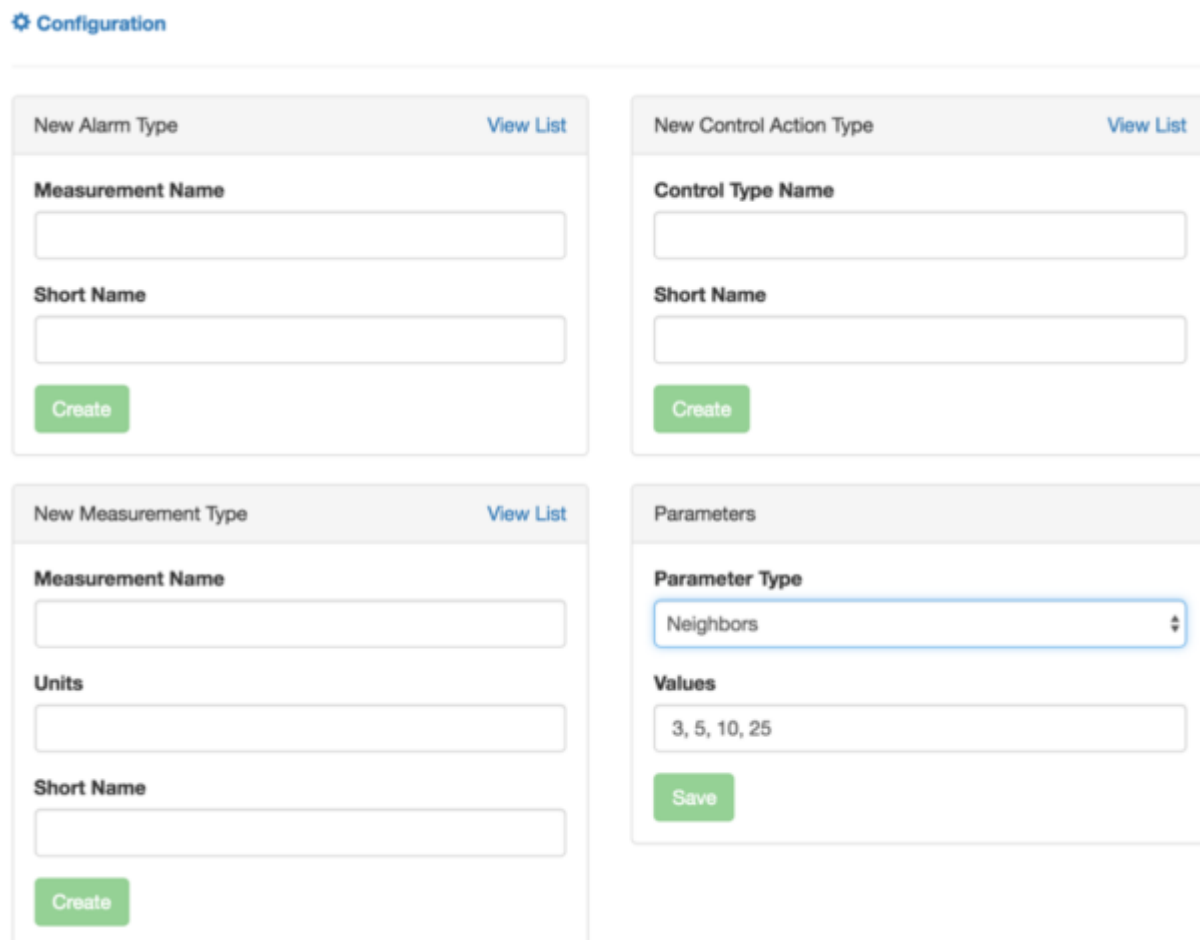 Configuration
New Alarm Type View List
Measurement Name
Short Name
Create
New Control Action Type View List
Control Type Name
Short Name
Create
New Measurement Type View List
Measurement Name
Units
Short Name
Create
Parameters
Parameter Type
Neighbors
Values
3, 5, 10, 25
Save